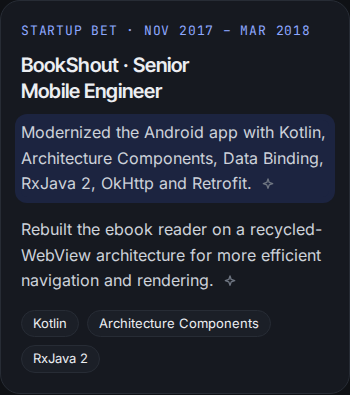 STARTUP BET · NOV 2017 – MAR 2018
BookShout · Senior
Mobile Engineer
Modernized the Android app with Kotlin,
Architecture Components, Data Binding,
RxJava 2, OkHttp and Retrofit.
Rebuilt the ebook reader on a recycled-
WebView architecture for more efficient
navigation and rendering.
Kotlin
Architecture Components
RxJava 2